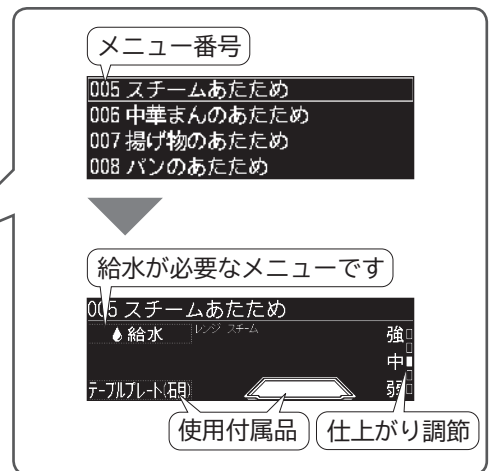 メニュー番号
005 スチームあたため
006 中華まんのあたため
007 揚げ物のあたため
008 パンのあたため
給水が必要なメニューです
005 スチームあたため
給水 レンジ スチーム 強
中
テーブルプレート(石用) 弱
使用付属品 仕上がり調節